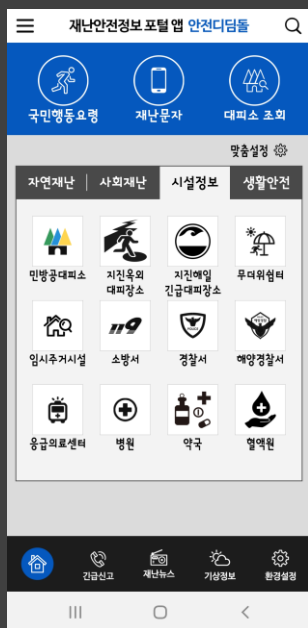 재난안전정보 포털 앱 안전디딤돌
국민행동요령
재난문자
대피소 조회
맞춤설정
자연재난
사회재난
시설정보
생활안전
민방공대피소
지진옥외
대피장소
지진해일
긴급대피장소
무더위쉼터
임시주거시설
119
소방서
경찰서
해양경찰서
응급의료센터
병원
약국
혈액원
긴급신고
재난뉴스
기상정보
환경설정